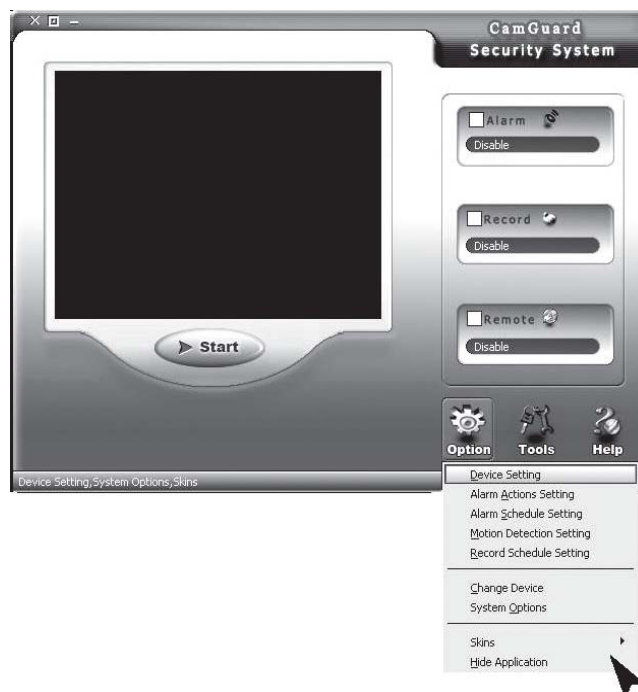 CamGuard
Security System
Alarm
Disable
Record
Disable
Remote
Disable
Start
Option Tools Help
Device Setting,System Options,Skins
Device Setting
Alarm Actions Setting
Alarm Schedule Setting
Motion Detection Setting
Record Schedule Setting
Change Device
System Options
Skins
Hide Application